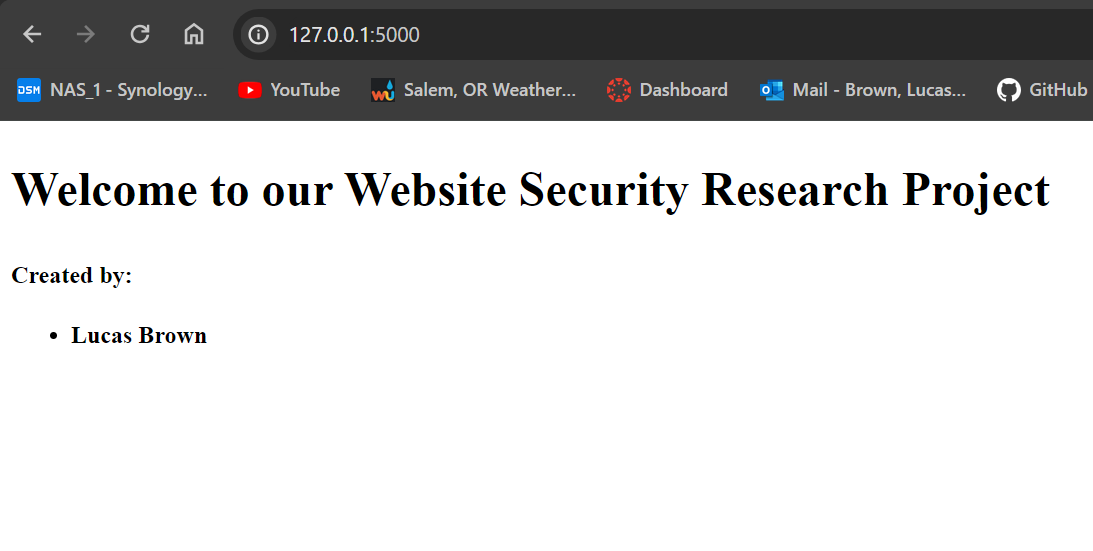 127.0.0.1:5000
DSM NAS_1 - Synology... YouTube wu Salem, OR Weather... Dashboard Mail - Brown, Lucas... GitHub
Welcome to our Website Security Research Project
Created by:
• Lucas Brown